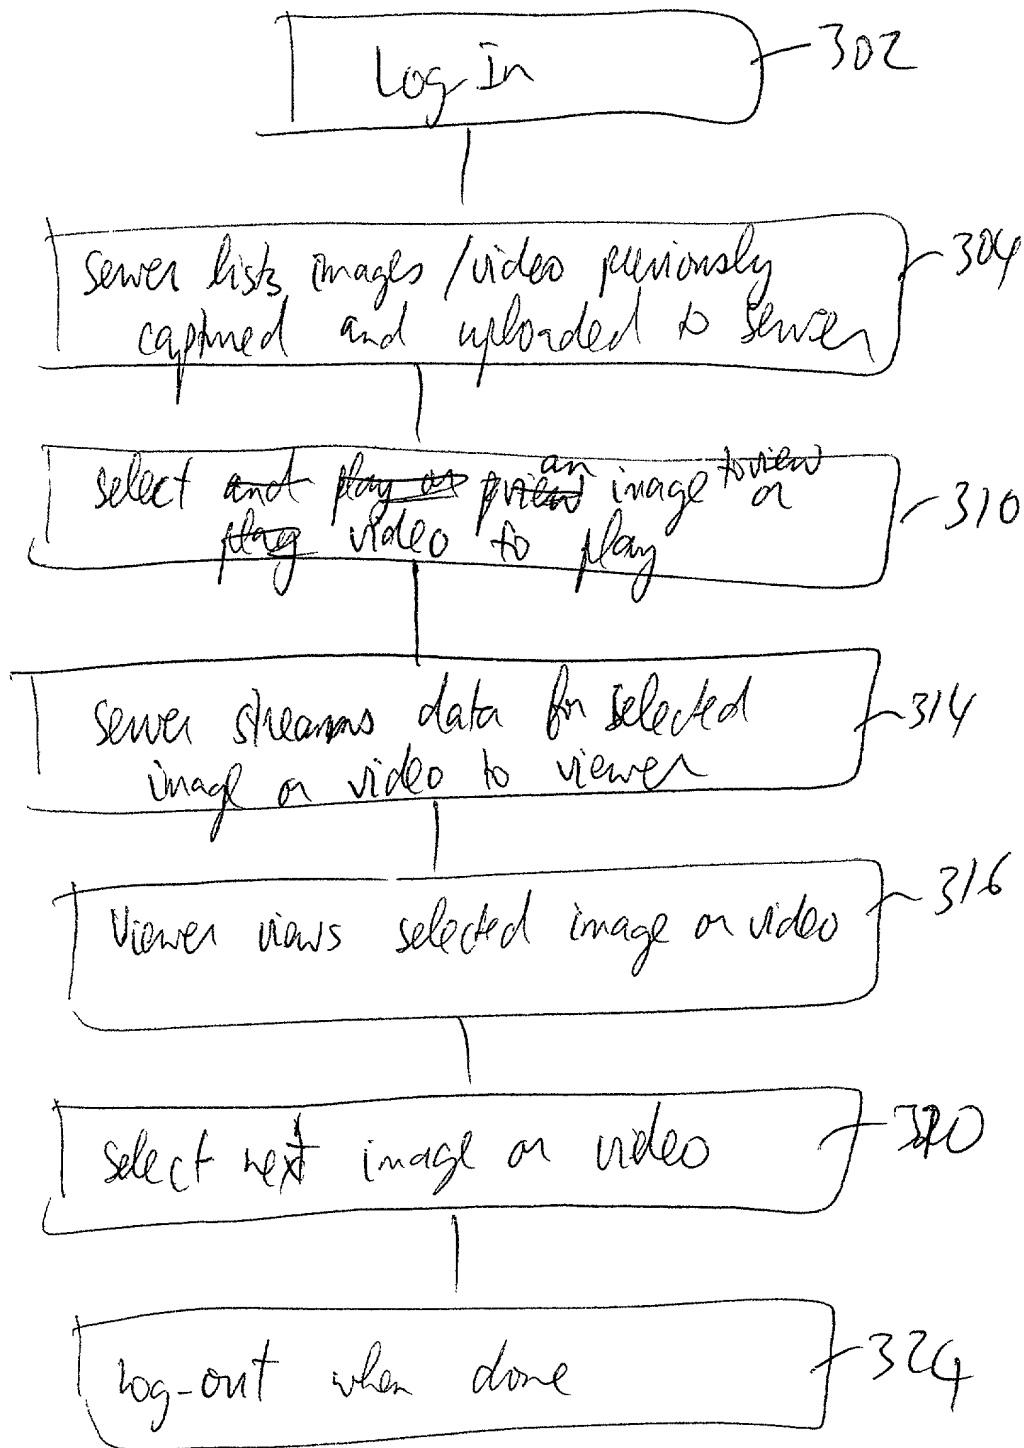 Log-In
302
server lists images / video previously
captured and uploaded to server
304
select an image to view or
video to play
310
server streams data for selected
image or video to viewer
314
Viewer views selected image or video
316
select next image or video
320
log-out when done
324